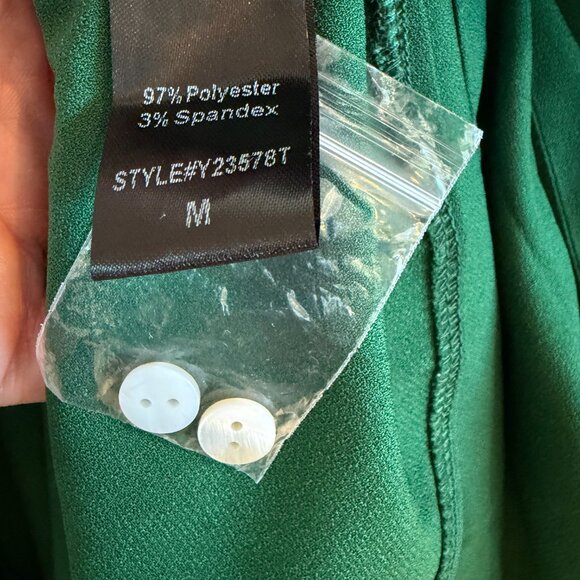 97% Polyester
3% Spandex
STYLE#Y23578T
M